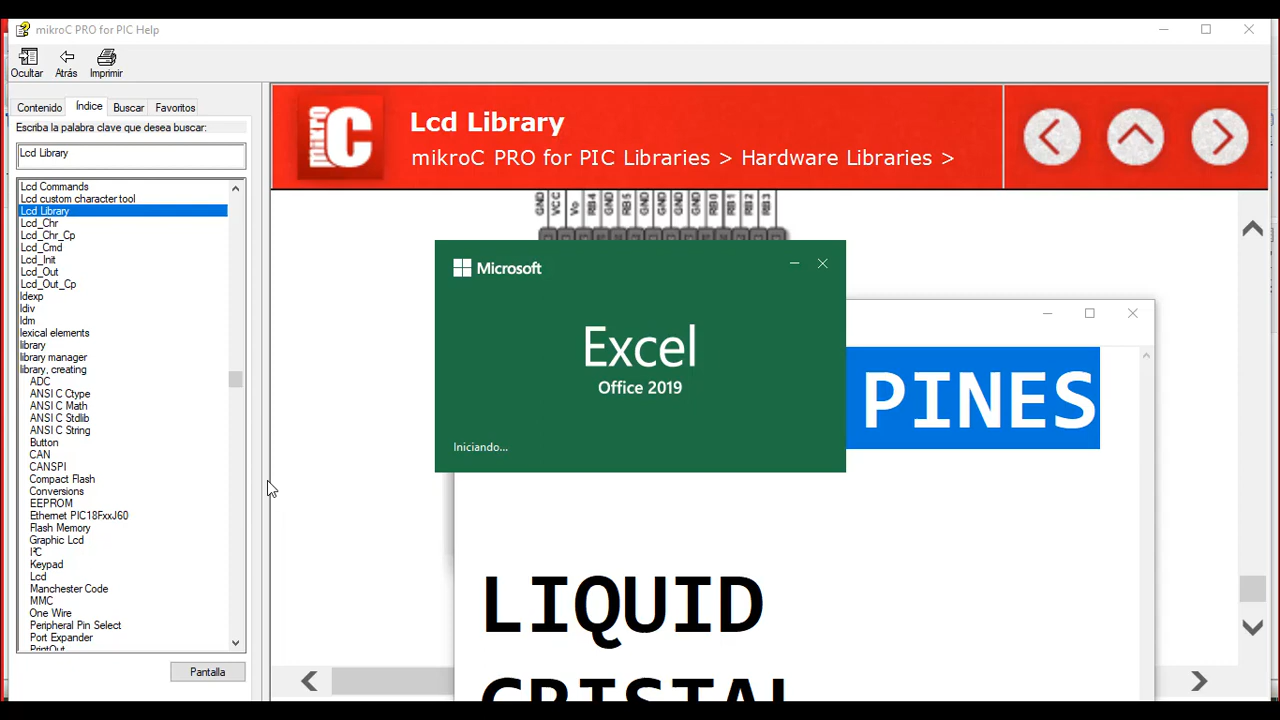 mikroC PRO for PIC Help
Ocultar
Atrás
Imprimir
Contenido
Índice
Buscar
Favoritos
Escriba la palabra clave que desea buscar:
Lcd Library
Lcd Commands
Lcd custom character tool
Lcd Library
Lcd_Chr
Lcd_Chr_Cp
Lcd_Cmd
Lcd_Init
Lcd_Out
Lcd_Out_Cp
ldexp
ldiv
ldm
lexical elements
library
library manager
library, creating
ADC
ANSI C Ctype
ANSI C Math
ANSI C Stdlib
ANSI C String
Button
CAN
CANSPI
Compact Flash
Conversions
EEPROM
Ethernet PIC18FxxJ60
Flash Memory
Graphic Lcd
I²C
Keypad
Lcd
Manchester Code
MMC
One Wire
Peripheral Pin Select
Port Expander
PrintOut
Pantalla
mikro C
Lcd Library
mikroC PRO for PIC Libraries > Hardware Libraries >
GND VCC Vo RB4 GND RB5 GND GND GND GND RB0 RB1 RB2 RB3
Microsoft
Excel
Office 2019
Iniciando...
PINES
LIQUID
CRISTAL